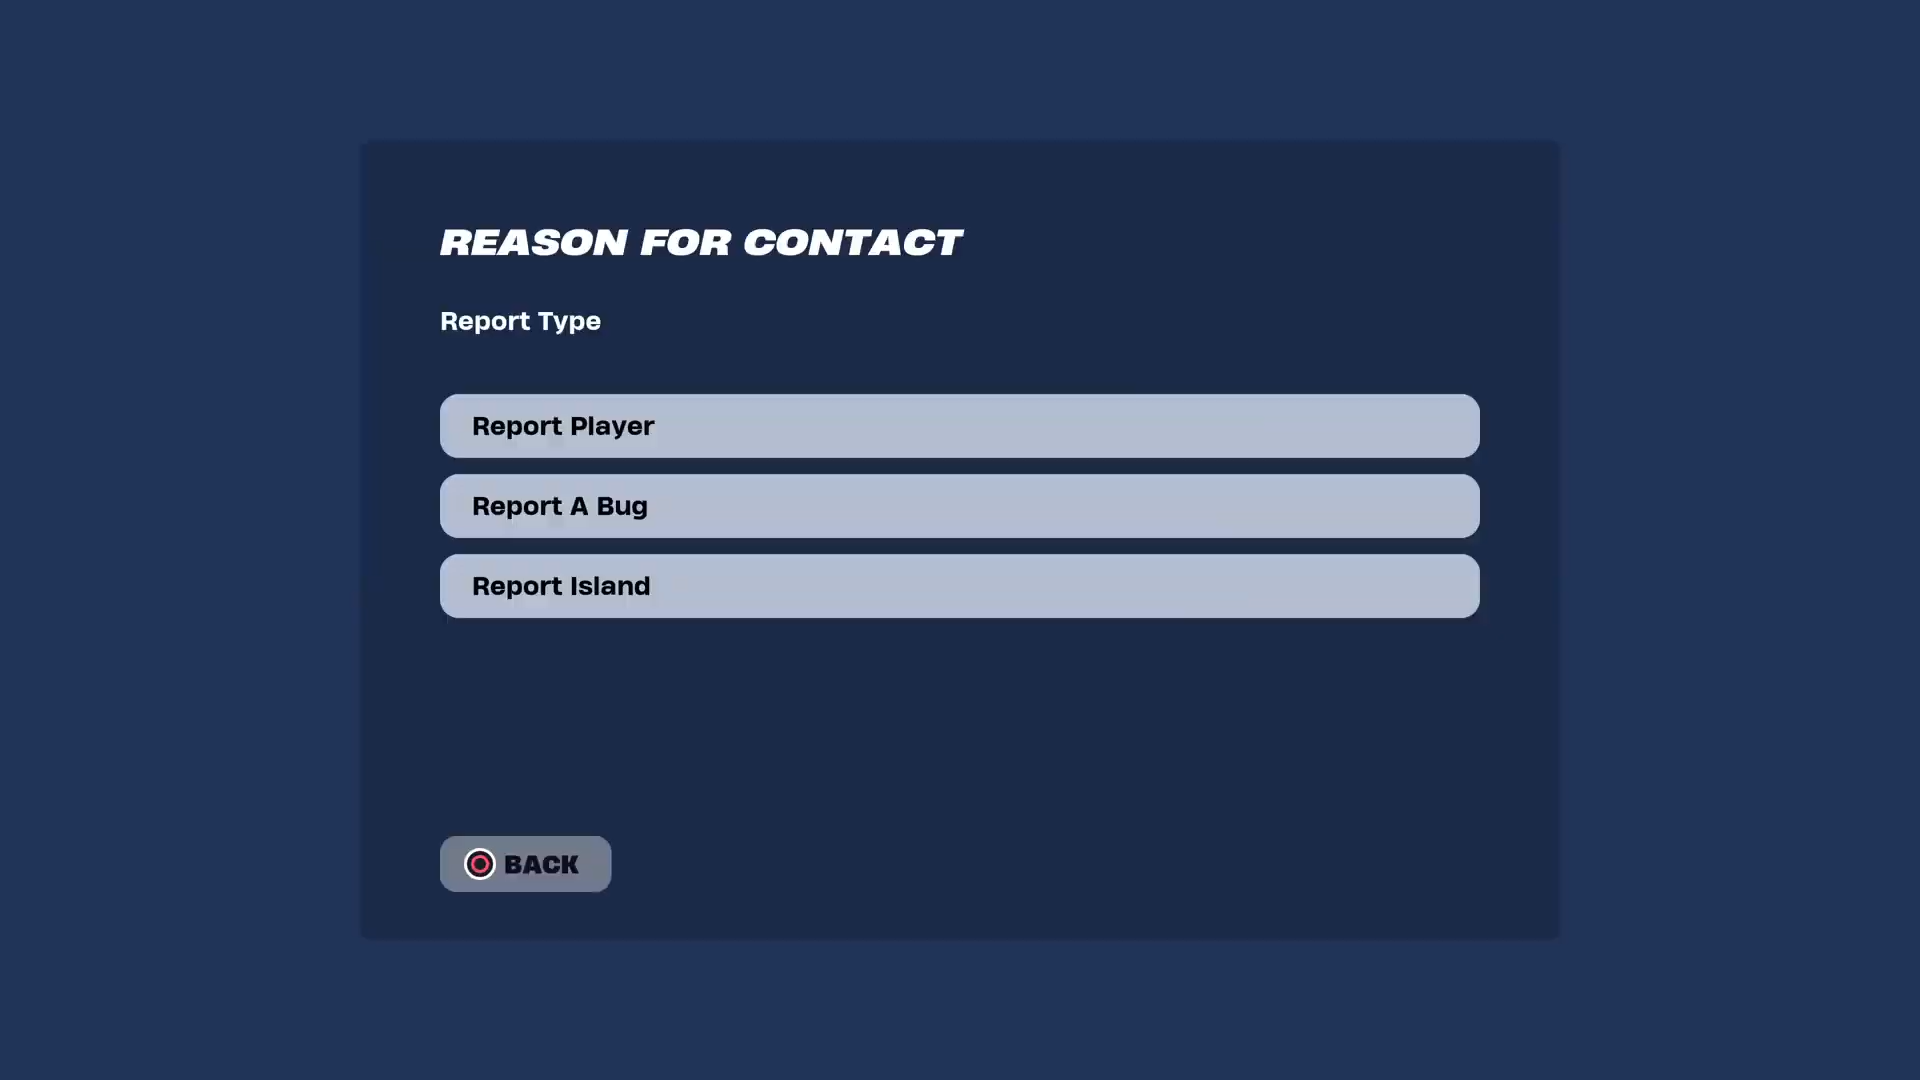 REASON FOR CONTACT
Report Type
Report Player
Report A Bug
Report Island
BACK